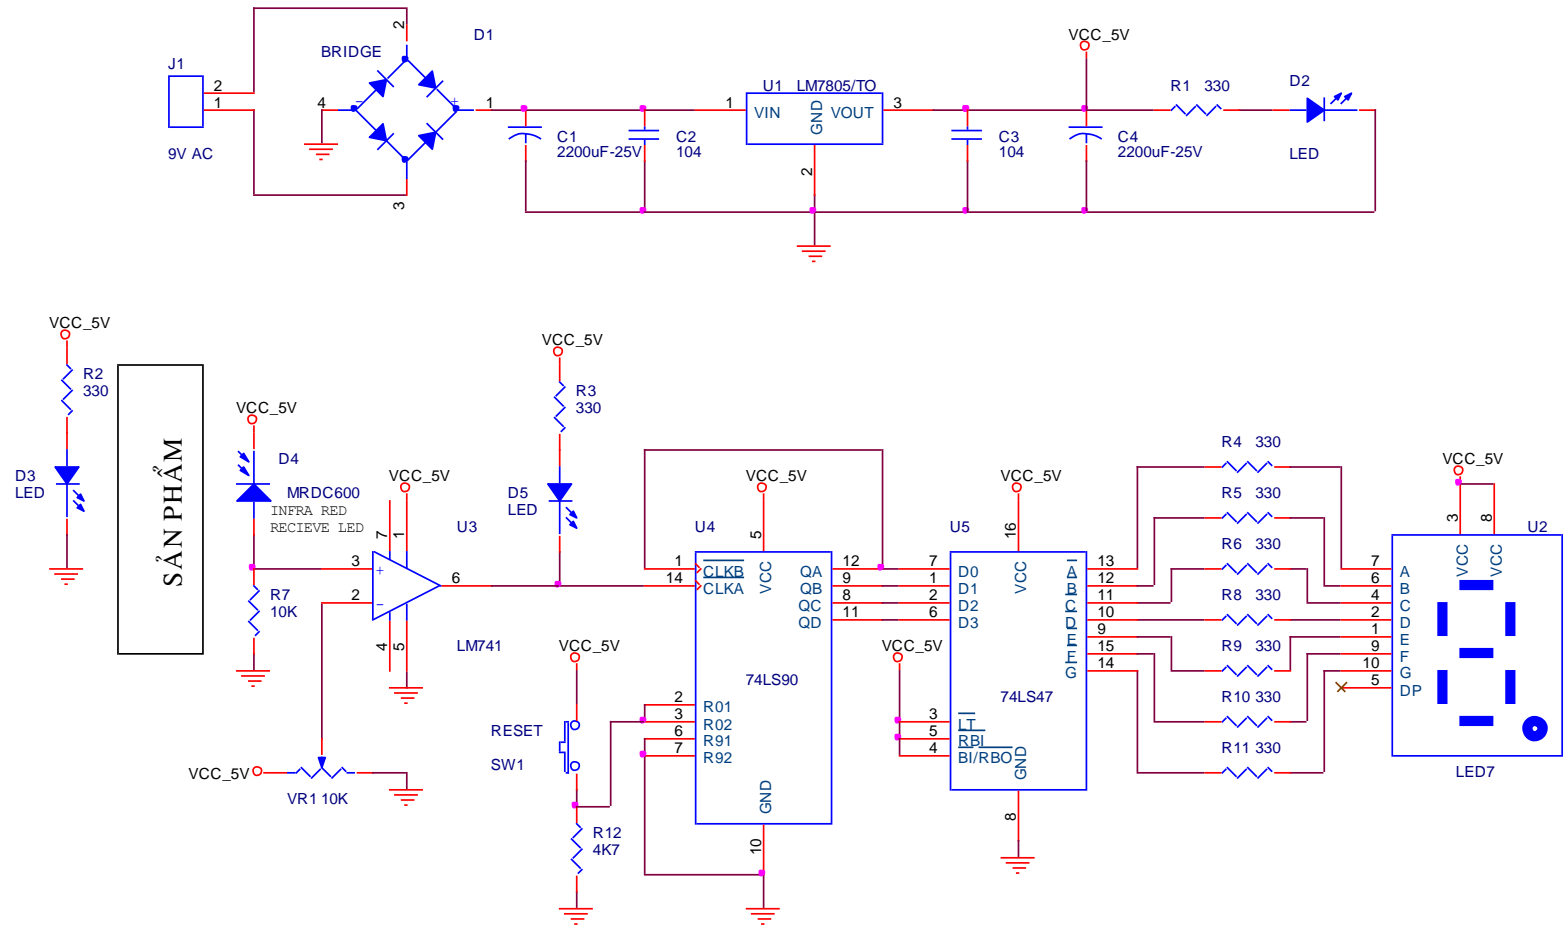 J1
2
1
9V AC
BRIDGE
D1
2
4
-
+
1
3
C1
2200uF-25V
C2
104
1
U1
LM7805/TO
VIN
GND
VOUT
2
3
C3
104
VCC_5V
C4
2200uF-25V
R1 330
D2
LED
VCC_5V
R2
330
D3
LED
SẢN PHẨM
VCC_5V
D4
MRDC600
INFRA RED
RECIEVE LED
R7
10K
VCC_5V
7
1
U3
3
+
2
-
6
4
5
LM741
VCC_5V
VR1 10K
VCC_5V
R3
330
D5
LED
VCC_5V
RESET
SW1
R12
4K7
VCC_5V
U4
5
VCC
1 CLKB
14 CLKA
QA 12
QB 9
QC 8
QD 11
74LS90
2 R01
3 R02
6 R91
7 R92
GND
10
VCC_5V
U5
16
VCC
7 D0
1 D1
2 D2
6 D3
A 13
B 12
C 11
D 10
E 9
F 15
G 14
VCC_5V
74LS47
3 LT
5 RBI
4 BI/RBO
GND
8
R4 330
R5 330
R6 330
R8 330
R9 330
R10 330
R11 330
VCC_5V
3
8
U2
VCC
VCC
7 A
6 B
4 C
2 D
1 E
9 F
10 G
5 DP
LED7